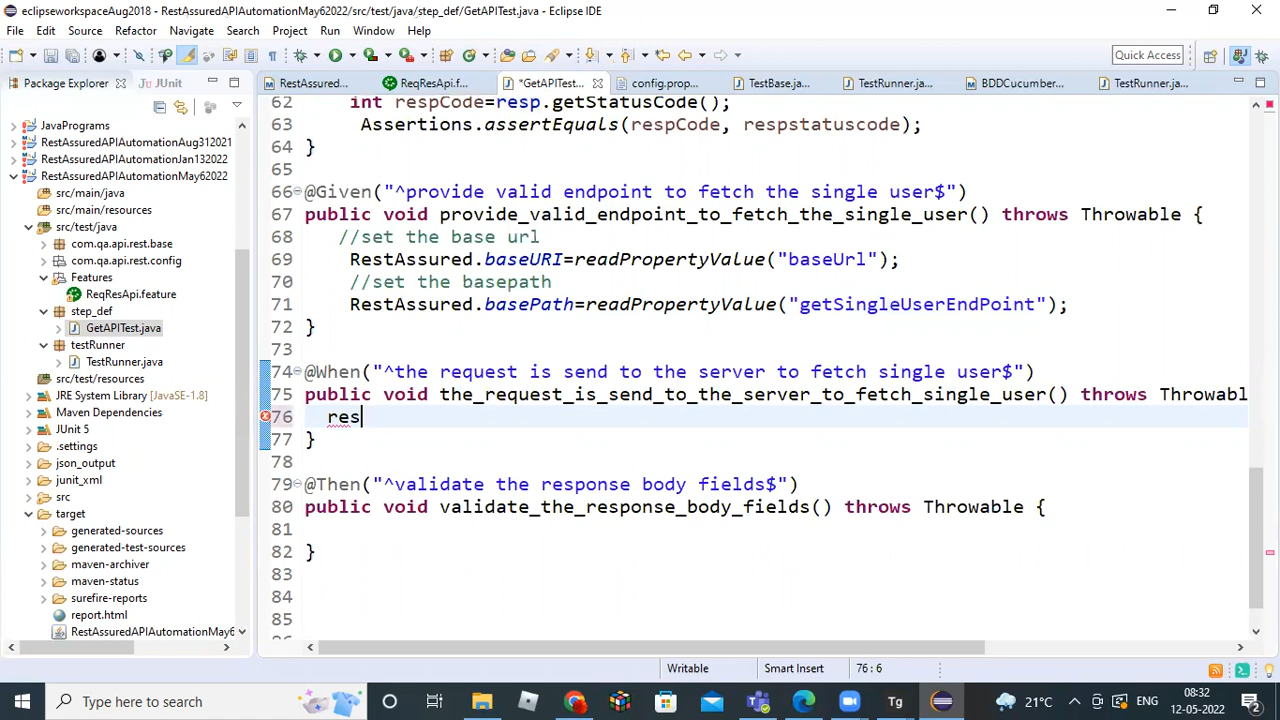 eclipseworkspaceAug2018 - RestAssuredAPIAutomationMay62022/src/test/java/step_def/GetAPITest.java - Eclipse IDE
File Edit Source Refactor Navigate Search Project Run Window Help
Quick Access
Package Explorer JUnit
RestAssured... ReqRes​Api.f... *GetAPITest.... config.prop... TestBase.ja... TestRunner.ja... BDDCucumber... TestRunner.ja...
JavaPrograms
RestAssuredAPIAutomationAug312021
RestAssuredAPIAutomationJan132022
RestAssuredAPIAutomationMay62022
src/main/java
src/main/resources
src/test/java
com.qa.api.rest.base
com.qa.api.rest.config
Features
ReqResApi.feature
step_def
GetAPITest.java
testRunner
TestRunner.java
src/test/resources
JRE System Library [JavaSE-1.8]
Maven Dependencies
JUnit 5
.settings
json_output
junit_xml
src
target
generated-sources
generated-test-sources
maven-archiver
maven-status
surefire-reports
report.html
RestAssuredAPIAutomationMay6
62 int respCode=resp.getStatusCode();
63 Assertions.assertEquals(respCode, respstatuscode);
64 }
65
66 @Given("^provide valid endpoint to fetch the single user$")
67 public void provide_valid_endpoint_to_fetch_the_single_user() throws Throwable {
68 //set the base url
69 RestAssured.baseURI=readPropertyValue("baseUrl");
70 //set the basepath
71 RestAssured.basePath=readPropertyValue("getSingleUserEndPoint");
72 }
73
74 @When("^the request is send to the server to fetch single user$")
75 public void the_request_is_send_to_the_server_to_fetch_single_user() throws Throwabl
76 res
77 }
78
79 @Then("^validate the response body fields$")
80 public void validate_the_response_body_fields() throws Throwable {
81
82 }
83
84
85
Writable Smart Insert 76 : 6
Type here to search
Tg
21°C ENG 08:32
12-05-2022
2